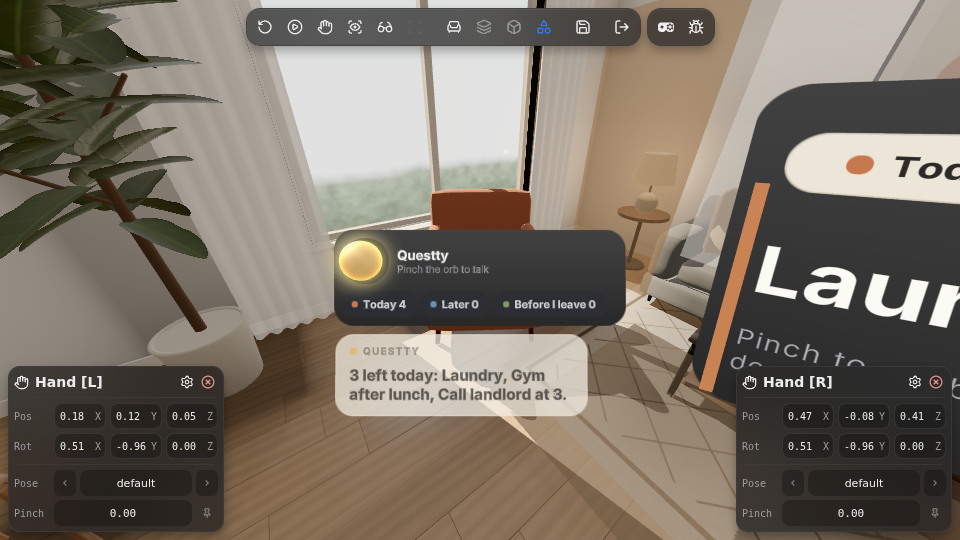 Today
Laun
Pinch to
Questty
Pinch the orb to talk
Today 4
Later 0
Before I leave 0
QUESTTY
3 left today: Laundry, Gym
after lunch, Call landlord at 3.
Hand [L]
Pos 0.18 X 0.12 Y 0.05 Z
Rot 0.51 X -0.96 Y 0.00 Z
Pose ‹ default ›
Pinch 0.00
Hand [R]
Pos 0.47 X -0.08 Y 0.41 Z
Rot 0.51 X -0.96 Y 0.00 Z
Pose ‹ default ›
Pinch 0.00